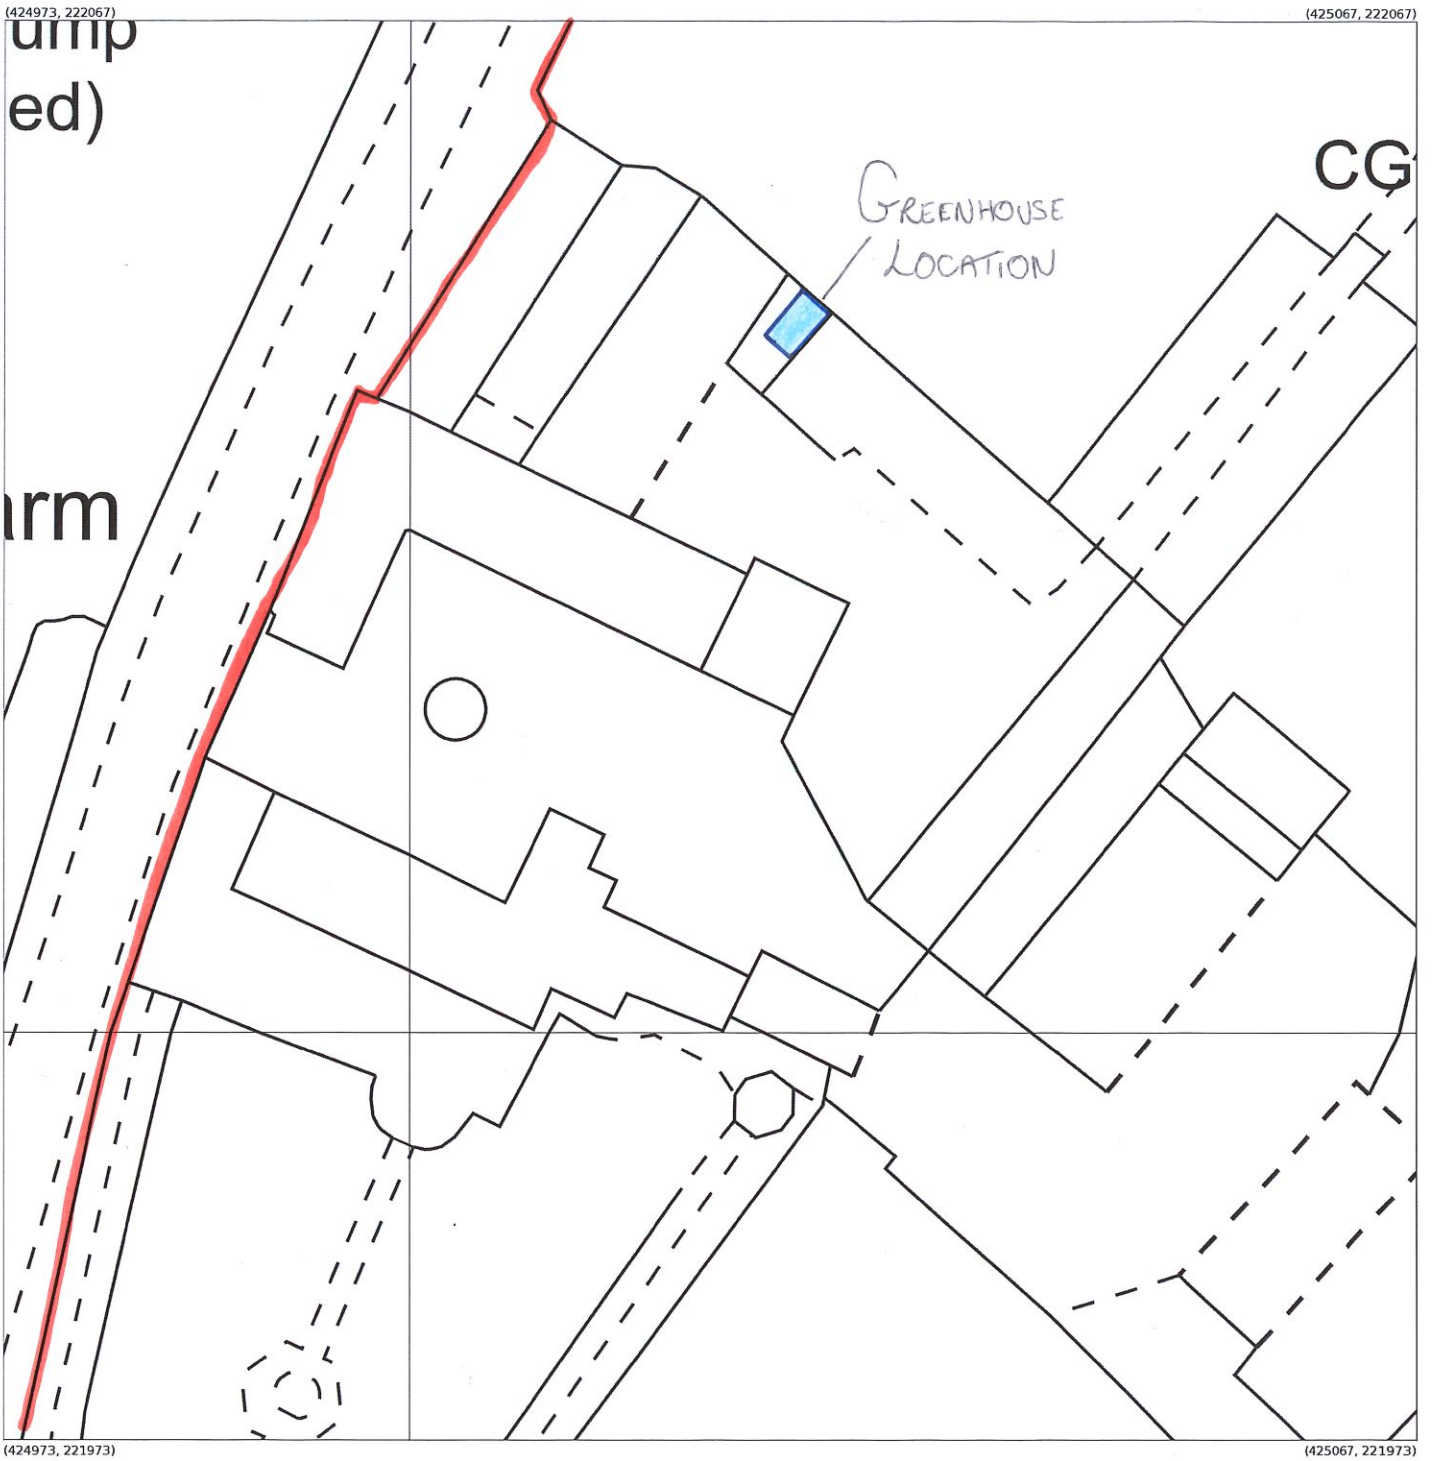 (424973, 222067)
(425067, 222067)
ump
ed)
CG
GREENHOUSE
LOCATION
arm
(424973, 221973)
(425067, 221973)